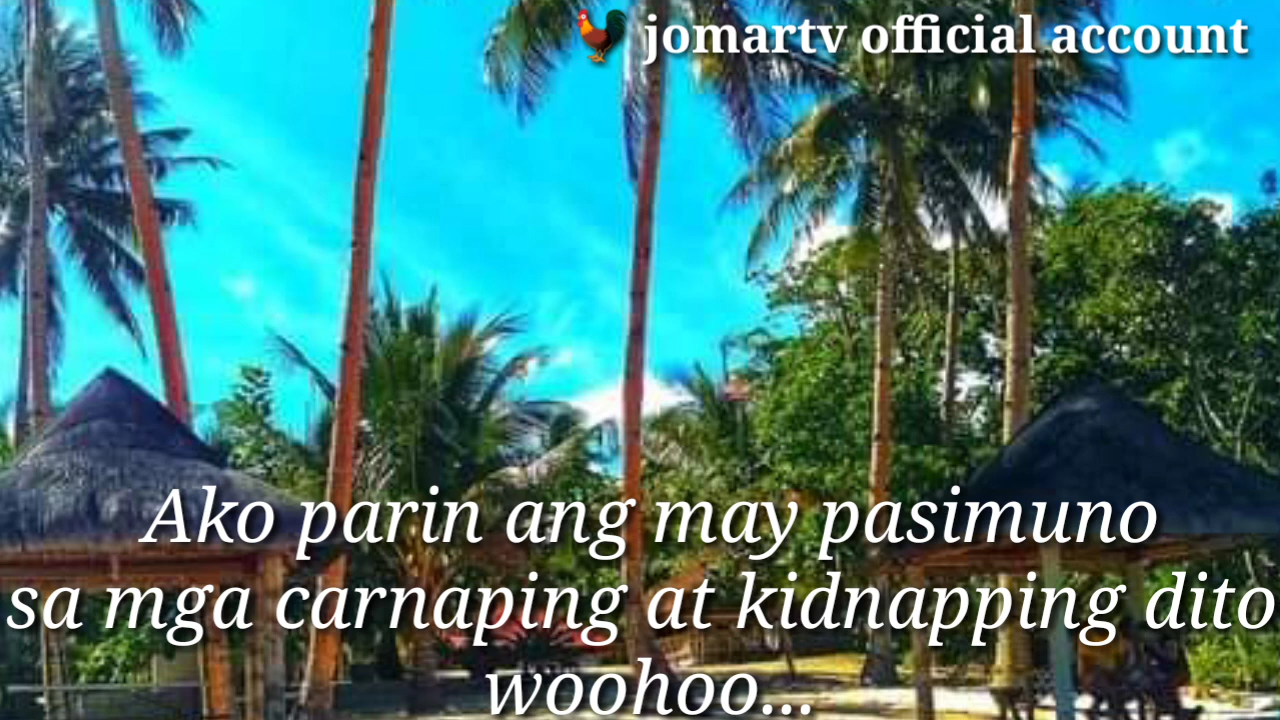 🐓 jomartv official account
Ako parin ang may pasimuno
sa mga carnaping at kidnapping dito
woohoo...